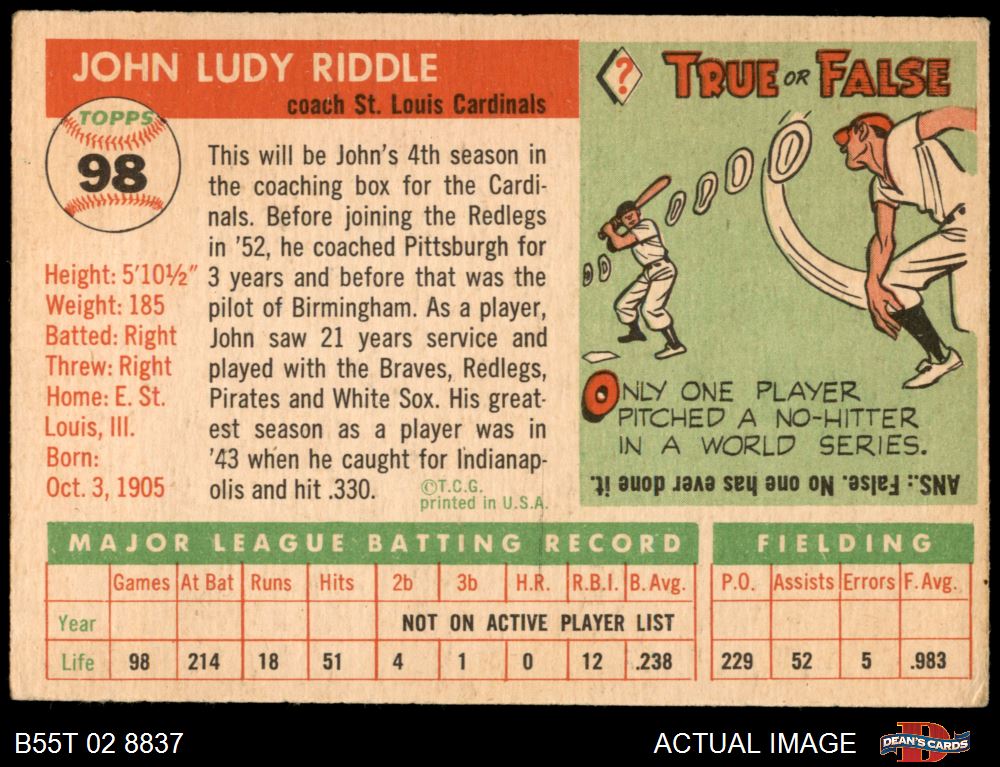 JOHN LUDY RIDDLE
coach St. Louis Cardinals
TOPPS
98
Height: 5'10½"
Weight: 185
Batted: Right
Threw: Right
Home: E. St.
Louis, Ill.
Born:
Oct. 3, 1905
This will be John's 4th season in
the coaching box for the Cardi-
nals. Before joining the Redlegs
in '52, he coached Pittsburgh for
3 years and before that was the
pilot of Birmingham. As a player,
John saw 21 years service and
played with the Braves, Redlegs,
Pirates and White Sox. His great-
est season as a player was in
'43 when he caught for Indianap-
olis and hit .330.
©T.C.G.
printed in U.S.A.
?
TRUE OR FALSE
ONLY ONE PLAYER
PITCHED A NO-HITTER
IN A WORLD SERIES.
ANS.: False. No one has ever done it.
MAJOR LEAGUE BATTING RECORD FIELDING
Games At Bat Runs Hits 2b 3b H.R. R.B.I. B. Avg. P.O. Assists Errors F. Avg.
Year NOT ON ACTIVE PLAYER LIST
Life 98 214 18 51 4 1 0 12 .238 229 52 5 .983
B55T 02 8837 ACTUAL IMAGE D DEAN'S CARDS